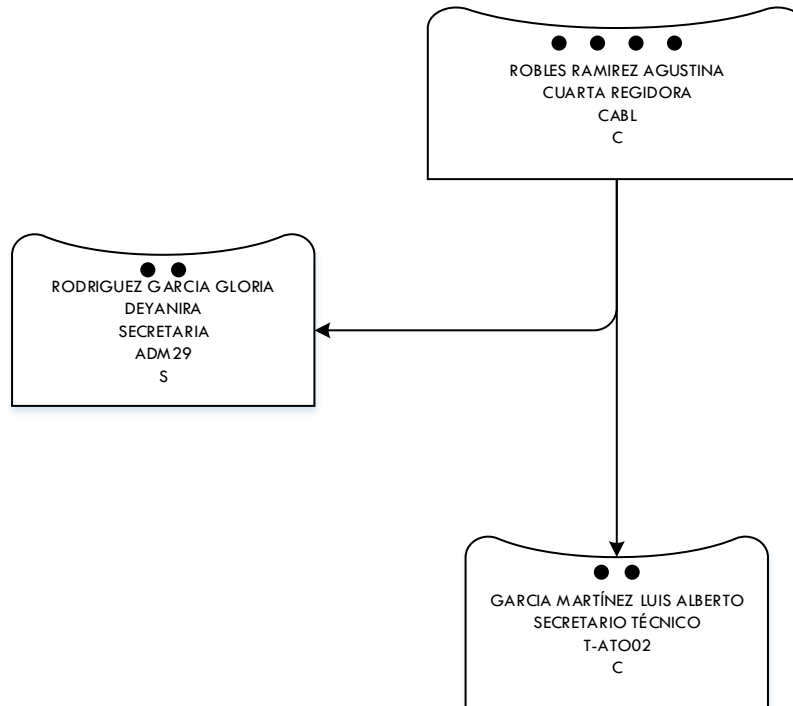 ROBLES RAMIREZ AGUSTINA
CUARTA REGIDORA
CABL
C
RODRIGUEZ GARCIA GLORIA
DEYANIRA
SECRETARIA
ADM29
S
GARCIA MARTÍNEZ LUIS ALBERTO
SECRETARIO TÉCNICO
T-ATO02
C